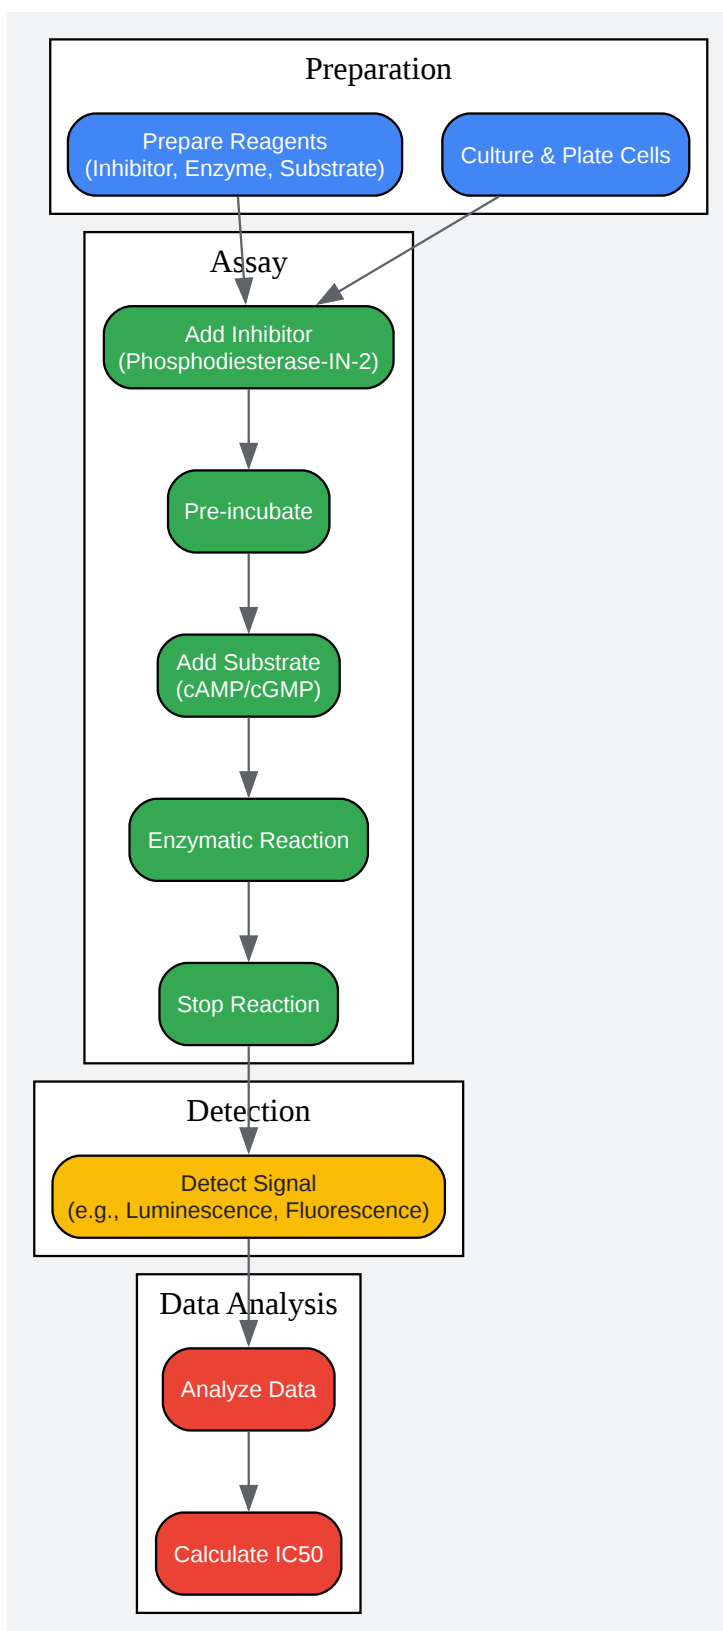 Preparation
Prepare Reagents
(Inhibitor, Enzyme, Substrate)
Culture & Plate Cells
Assay
Add Inhibitor
(Phosphodiesterase-IN-2)
Pre-incubate
Add Substrate
(cAMP/cGMP)
Enzymatic Reaction
Stop Reaction
Detection
Detect Signal
(e.g., Luminescence, Fluorescence)
Data Analysis
Analyze Data
Calculate IC50